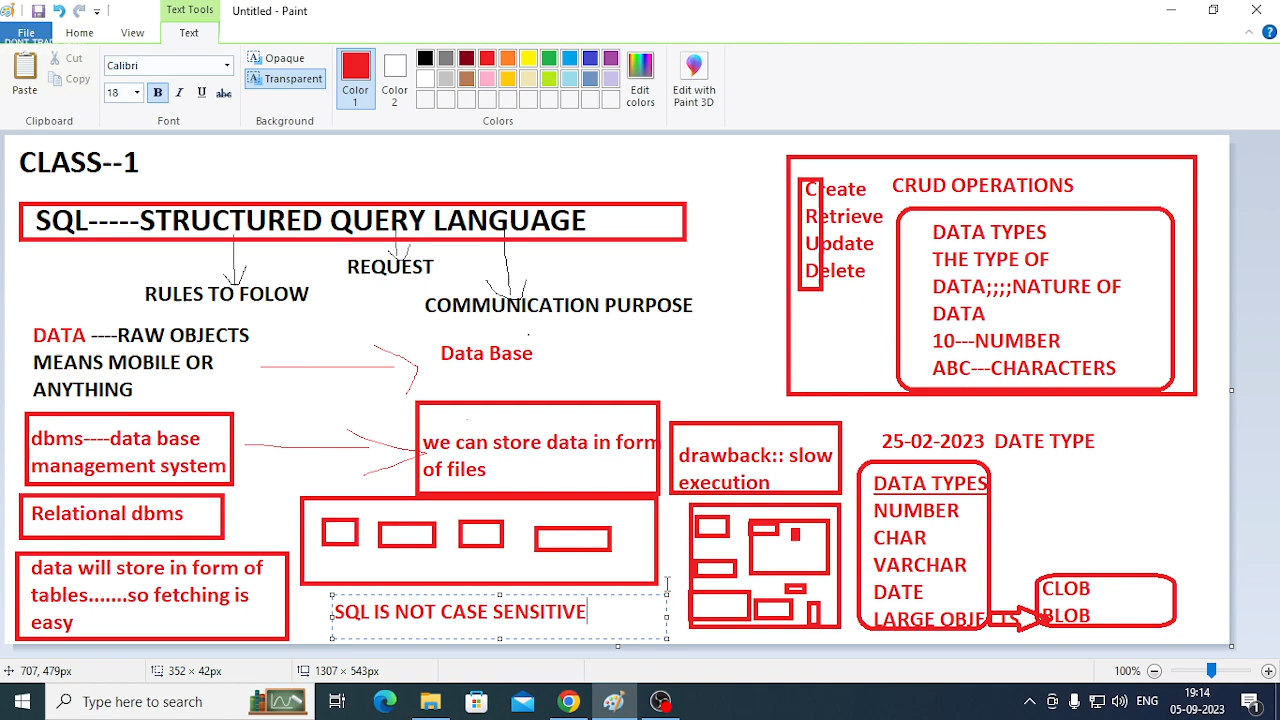 Text Tools
Untitled - Paint
File
Home
View
Text
Cut
Copy
Paste
Clipboard
Calibri
18
B I U abc
Font
Opaque
Transparent
Background
Color 1
Color 2
Edit colors
Colors
Edit with Paint 3D
CLASS--1
SQL-----STRUCTURED QUERY LANGUAGE
REQUEST
RULES TO FOLOW
COMMUNICATION PURPOSE
DATA ----RAW OBJECTS
MEANS MOBILE OR
ANYTHING
Data Base
dbms----data base
management system
we can store data in form
of files
drawback:: slow
execution
Relational dbms
data will store in form of
tables.......so fetching is
easy
SQL IS NOT CASE SENSITIVE
Create
Retrieve
Update
Delete
CRUD OPERATIONS
DATA TYPES
THE TYPE OF
DATA;;;;NATURE OF
DATA
10---NUMBER
ABC---CHARACTERS
25-02-2023 DATE TYPE
DATA TYPES
NUMBER
CHAR
VARCHAR
DATE
LARGE OBJE
CLOB
BLOB
707, 479px
352 × 42px
1307 × 543px
100%
Type here to search
ENG
19:14
05-09-2023
1